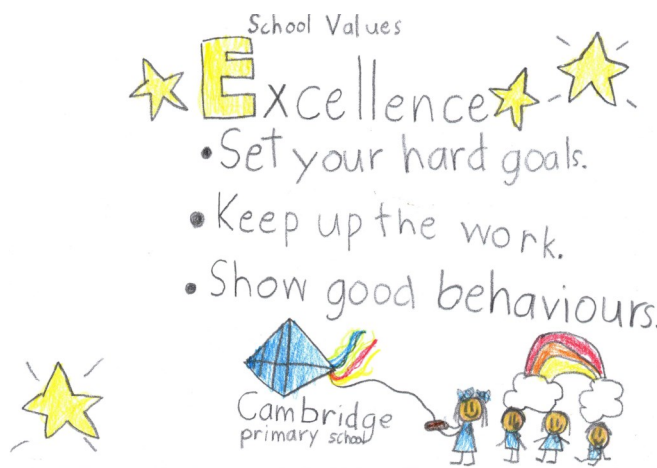 School Values
Excellence
• Set your hard goals.
• Keep up the work.
• Show good behaviours.
Cambridge
primary school